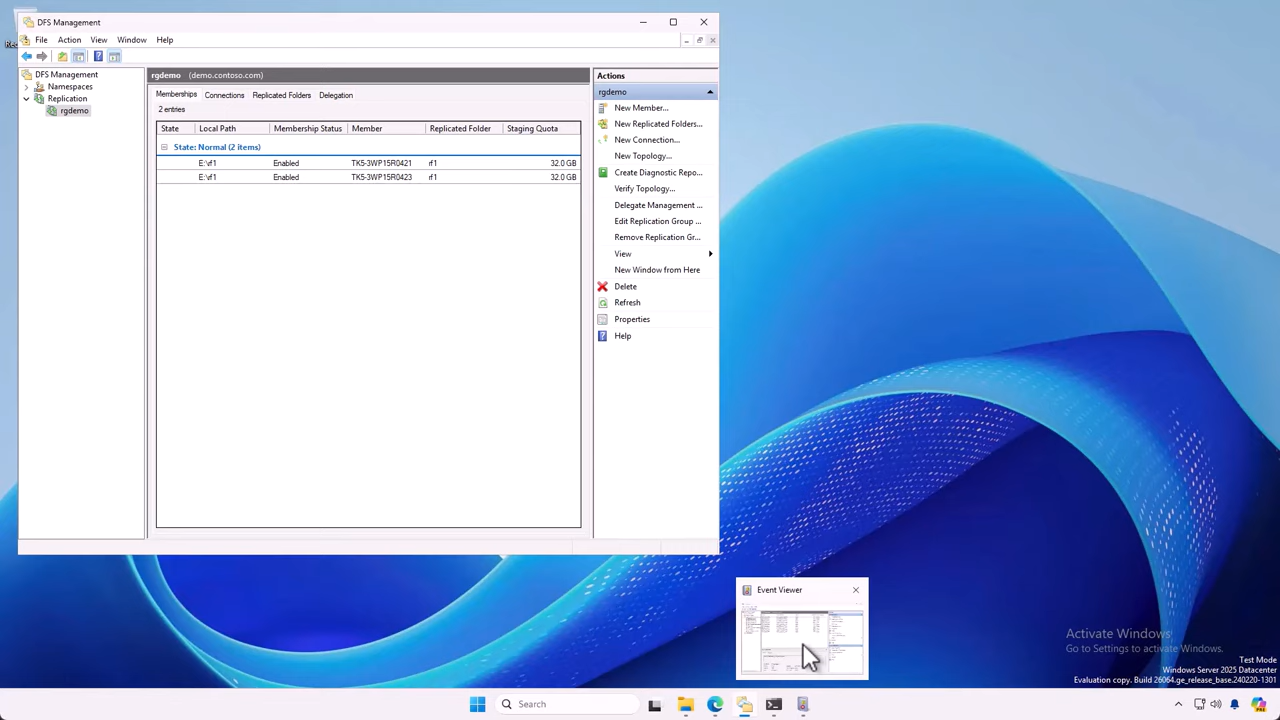 DFS Management
File Action View Window Help
DFS Management
Namespaces
Replication
rgdemo
rgdemo (demo.contoso.com)
Memberships Connections Replicated Folders Delegation
2 entries
State Local Path Membership Status Member Replicated Folder Staging Quota
State: Normal (2 items)
E:\rf1 Enabled TK5-3WP15R0421 rf1 32.0 GB
E:\rf1 Enabled TK5-3WP15R0423 rf1 32.0 GB
Actions
rgdemo
New Member...
New Replicated Folders...
New Connection...
New Topology...
Create Diagnostic Repo...
Verify Topology...
Delegate Management ...
Edit Replication Group ...
Remove Replication Gr...
View
New Window from Here
Delete
Refresh
Properties
Help
Event Viewer
Activate Windows
Go to Settings to activate Windows.
Test Mode
Windows Server 2025 Datacenter
Evaluation copy. Build 26064.ge_release_base.240220-1301
Search